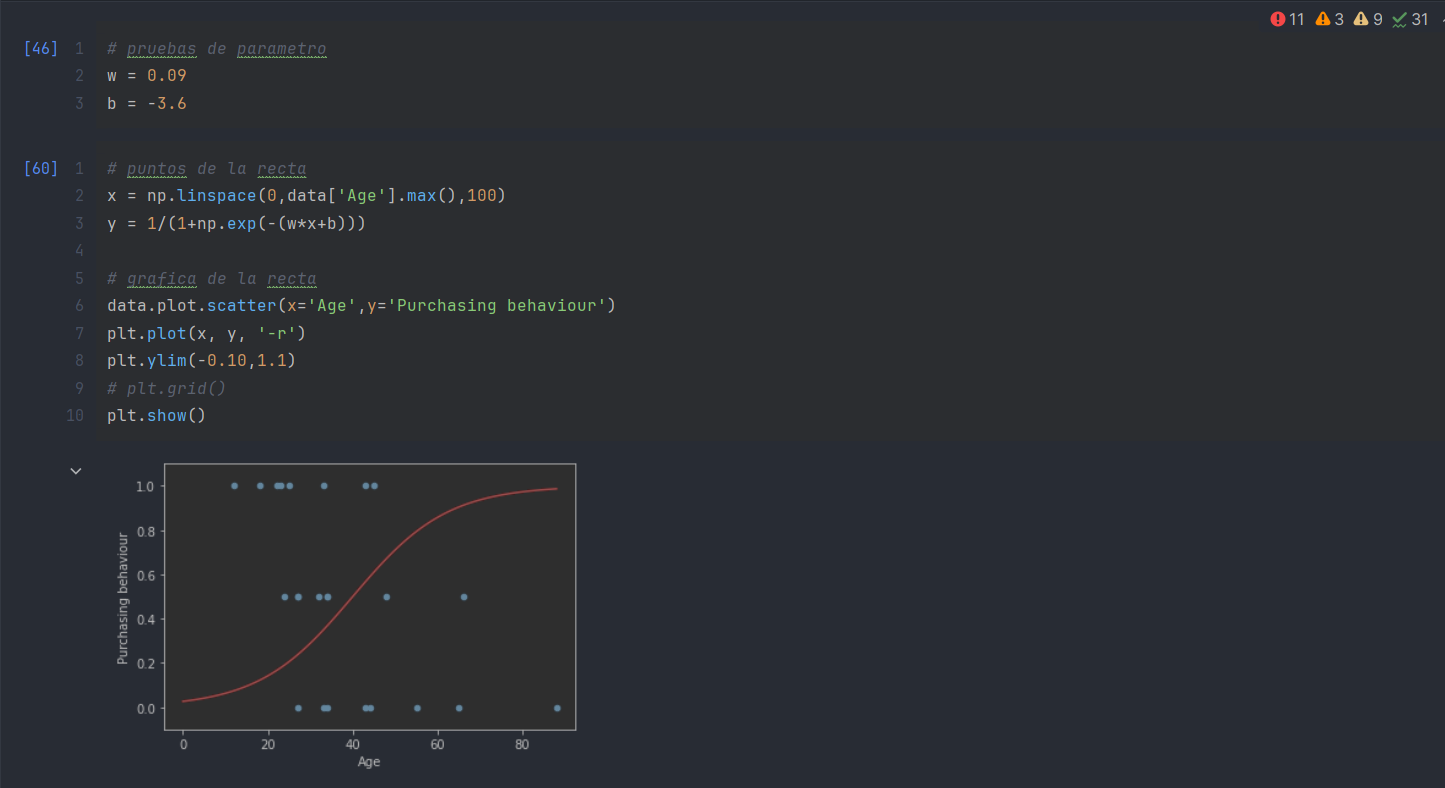 11 3 9 31
[46] 1 # pruebas de parametro
2 w = 0.09
3 b = -3.6
[60] 1 # puntos de la recta
2 x = np.linspace(0,data['Age'].max(),100)
3 y = 1/(1+np.exp(-(w*x+b)))
4
5 # grafica de la recta
6 data.plot.scatter(x='Age',y='Purchasing behaviour')
7 plt.plot(x, y, '-r')
8 plt.ylim(-0.10,1.1)
9 # plt.grid()
10 plt.show()
1.0
0.8
0.6
0.4
0.2
0.0
Purchasing behaviour
0 20 40 60 80
Age